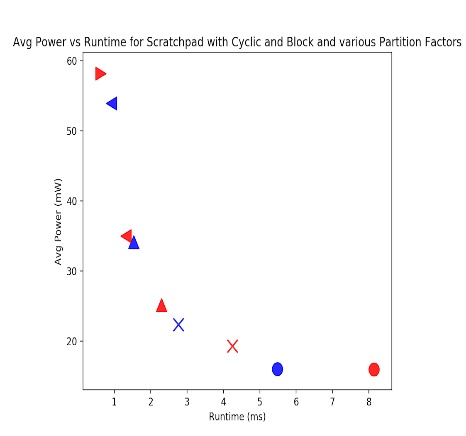 Avg Power vs Runtime for Scratchpad with Cyclic and Block and various Partition Factors
60
50
40
30
20
Avg Power (mW)
1 2 3 4 5 6 7 8
Runtime (ms)